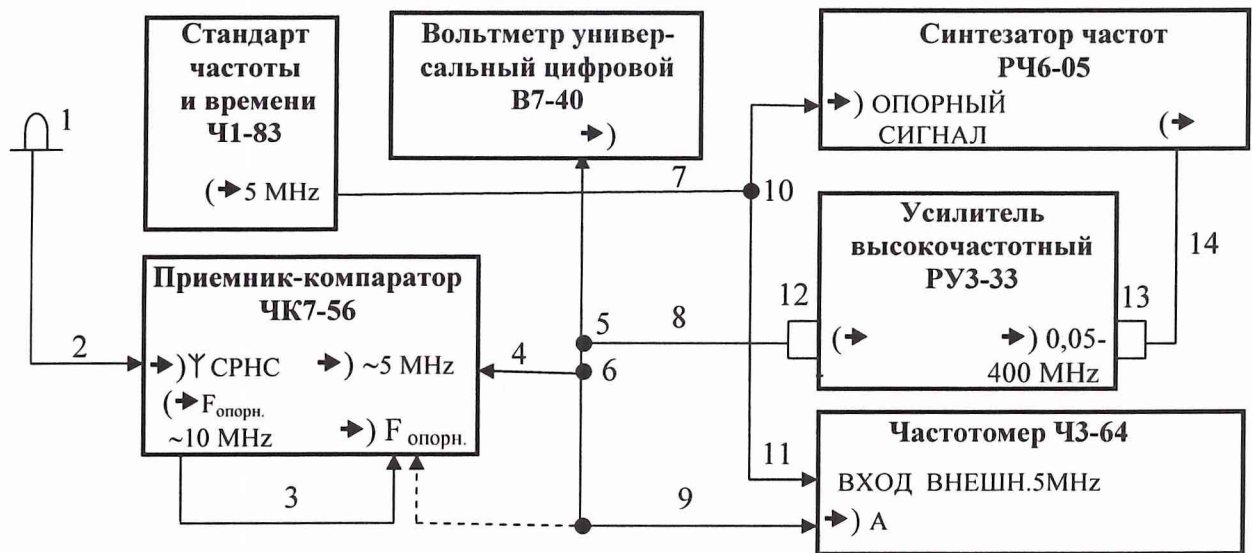 Стандарт
частоты
и времени
Ч1-83
(➔5 MHz
Вольтметр универ-
сальный цифровой
В7-40
➔)
Синтезатор частот
РЧ6-05
➔) ОПОРНЫЙ
СИГНАЛ
(➔
1
7
10
Приемник-компаратор
ЧК7-56
➔) СРНС
➔) ~5 MHz
(➔Fопорн.
~10 MHz
➔) F опорн.
2
3
4
5
6
8
9
Усилитель
высокочастотный
РУ3-33
(➔
➔) 0,05-
400 MHz
12
13
14
11
Частотомер Ч3-64
ВХОД ВНЕШН.5MHz
➔) А